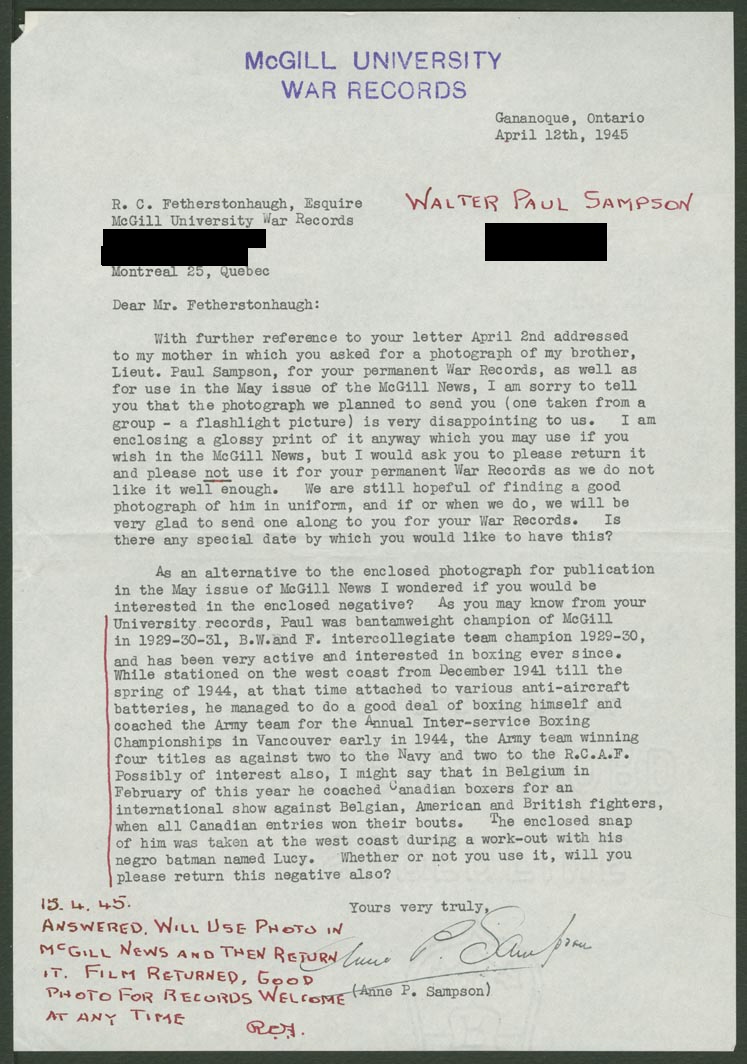 McGILL UNIVERSITY
WAR RECORDS
Gananoque, Ontario
April 12th, 1945
R. C. Fetherstonhaugh, Esquire
McGill University War Records
Montreal 25, Quebec
WALTER PAUL SAMPSON
Dear Mr. Fetherstonhaugh:
With further reference to your letter April 2nd addressed
to my mother in which you asked for a photograph of my brother,
Lieut. Paul Sampson, for your permanent War Records, as well as
for use in the May issue of the McGill News, I am sorry to tell
you that the photograph we planned to send you (one taken from a
group - a flashlight picture) is very disappointing to us. I am
enclosing a glossy print of it anyway which you may use if you
wish in the McGill News, but I would ask you to please return it
and please not use it for your permanent War Records as we do not
like it well enough. We are still hopeful of finding a good
photograph of him in uniform, and if or when we do, we will be
very glad to send one along to you for your War Records. Is
there any special date by which you would like to have this?
As an alternative to the enclosed photograph for publication
in the May issue of McGill News I wondered if you would be
interested in the enclosed negative? As you may know from your
University records, Paul was bantamweight champion of McGill
in 1929-30-31, B.W.and F. intercollegiate team champion 1929-30,
and has been very active and interested in boxing ever since.
While stationed on the west coast from December 1941 till the
spring of 1944, at that time attached to various anti-aircraft
batteries, he managed to do a good deal of boxing himself and
coached the Army team for the Annual Inter-service Boxing
Championships in Vancouver early in 1944, the Army team winning
four titles as against two to the Navy and two to the R.C.A.F.
Possibly of interest also, I might say that in Belgium in
February of this year he coached Canadian boxers for an
international show against Belgian, American and British fighters,
when all Canadian entries won their bouts. The enclosed snap
of him was taken at the west coast during a work-out with his
negro batman named Lucy. Whether or not you use it, will you
please return this negative also?
Yours very truly,
Anne P. Sampson
(Anne P. Sampson)
15.4.45.
ANSWERED. WILL USE PHOTO IN
McGILL NEWS AND THEN RETURN
IT. FILM RETURNED, GOOD
PHOTO FOR RECORDS WELCOME
AT ANY TIME
RCF.